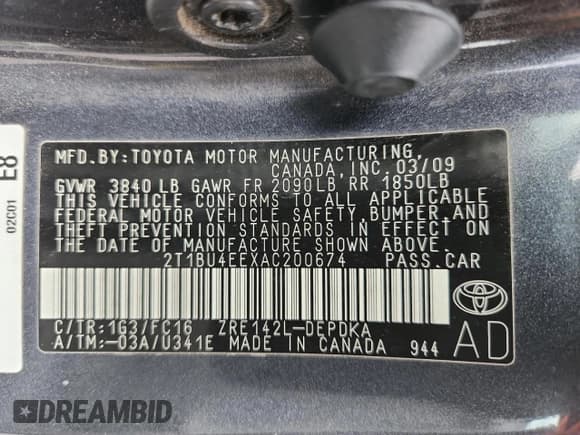 MFD.BY:TOYOTA MOTOR MANUFACTURING,
CANADA, INC. 03/09
GVWR 3840 LB GAWR FR 2090LB, RR 1850LB
THIS VEHICLE CONFORMS TO ALL APPLICABLE
FEDERAL MOTOR VEHICLE SAFETY, BUMPER, AND
THEFT PREVENTION STANDARDS IN EFFECT ON
THE DATE OF MANUFACTURE SHOWN ABOVE.
2T1BU4EEXAC200674 PASS.CAR
C/TR:1G3/FC16 ZRE142L-DEPDKA
A/TM:-03A/U341E MADE IN CANADA 944
AD
E8
02C01
DREAMBID